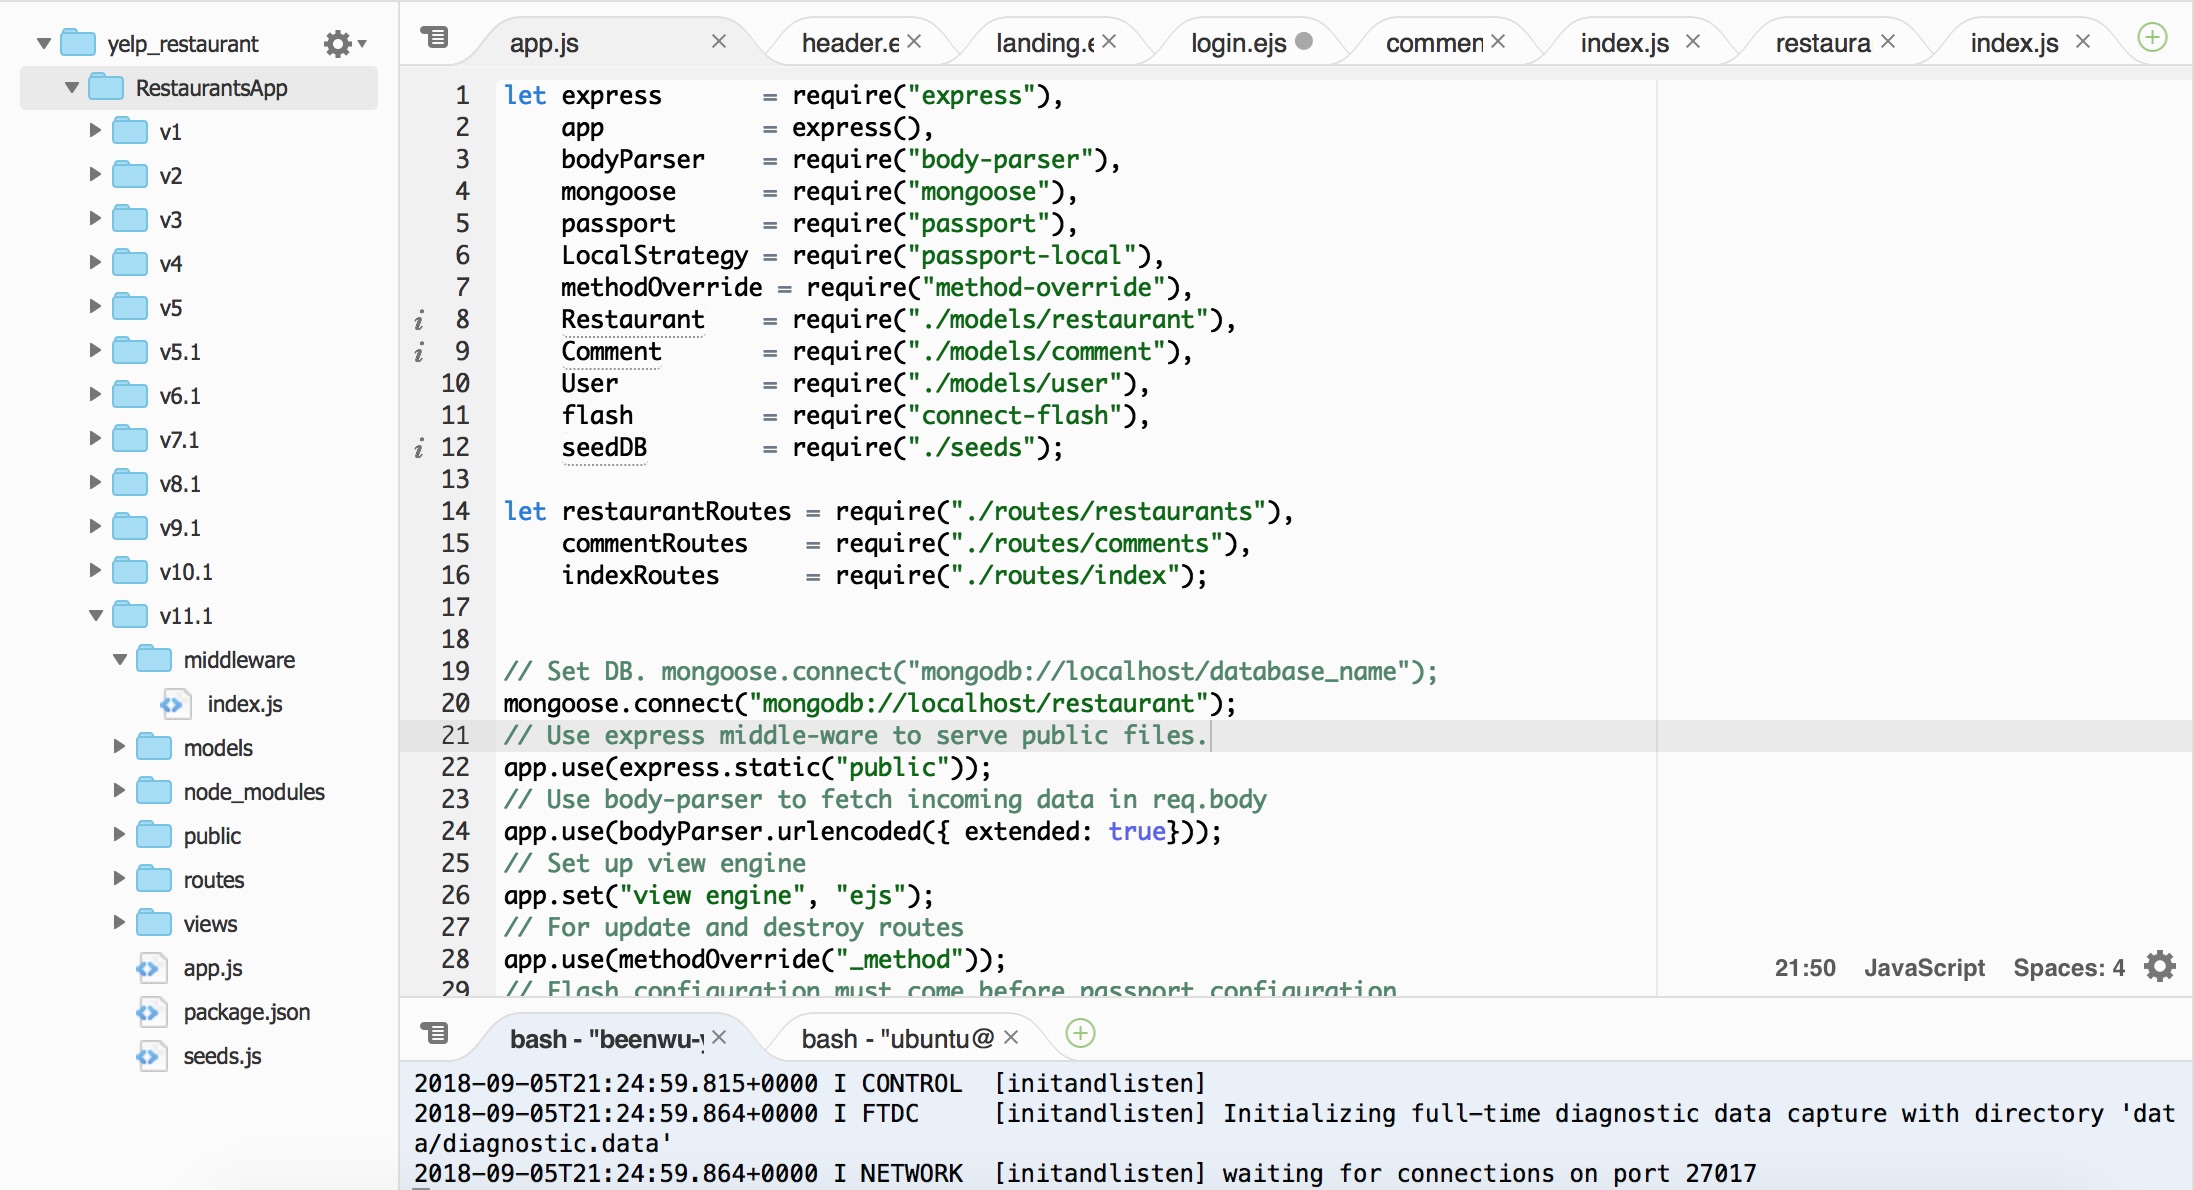 yelp_restaurant
RestaurantsApp
v1
v2
v3
v4
v5
v5.1
v6.1
v7.1
v8.1
v9.1
v10.1
v11.1
middleware
index.js
models
node_modules
public
routes
views
app.js
package.json
seeds.js
app.js header.e landing.e login.ejs commen index.js restaura index.js
1 let express       = require("express"),
2     app           = express(),
3     bodyParser    = require("body-parser"),
4     mongoose      = require("mongoose"),
5     passport      = require("passport"),
6     LocalStrategy = require("passport-local"),
7     methodOverride = require("method-override"),
i 8     Restaurant    = require("./models/restaurant"),
i 9     Comment       = require("./models/comment"),
10     User          = require("./models/user"),
11     flash         = require("connect-flash"),
i 12     seedDB        = require("./seeds");
13
14 let restaurantRoutes = require("./routes/restaurants"),
15     commentRoutes    = require("./routes/comments"),
16     indexRoutes      = require("./routes/index");
17
18
19 // Set DB. mongoose.connect("mongodb://localhost/database_name");
20 mongoose.connect("mongodb://localhost/restaurant");
21 // Use express middle-ware to serve public files.
22 app.use(express.static("public"));
23 // Use body-parser to fetch incoming data in req.body
24 app.use(bodyParser.urlencoded({ extended: true}));
25 // Set up view engine
26 app.set("view engine", "ejs");
27 // For update and destroy routes
28 app.use(methodOverride("_method"));
29 // Flash configuration must come before passport configuration
21:50 JavaScript Spaces: 4
bash - "beenwu-y bash - "ubuntu@
2018-09-05T21:24:59.815+0000 I CONTROL  [initandlisten]
2018-09-05T21:24:59.864+0000 I FTDC     [initandlisten] Initializing full-time diagnostic data capture with directory 'dat
a/diagnostic.data'
2018-09-05T21:24:59.864+0000 I NETWORK  [initandlisten] waiting for connections on port 27017